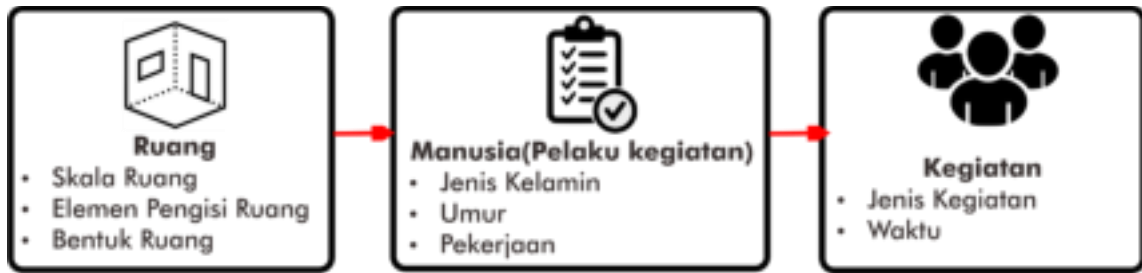 Ruang
• Skala Ruang
• Elemen Pengisi Ruang
• Bentuk Ruang
Manusia(Pelaku kegiatan)
• Jenis Kelamin
• Umur
• Pekerjaan
Kegiatan
• Jenis Kegiatan
• Waktu